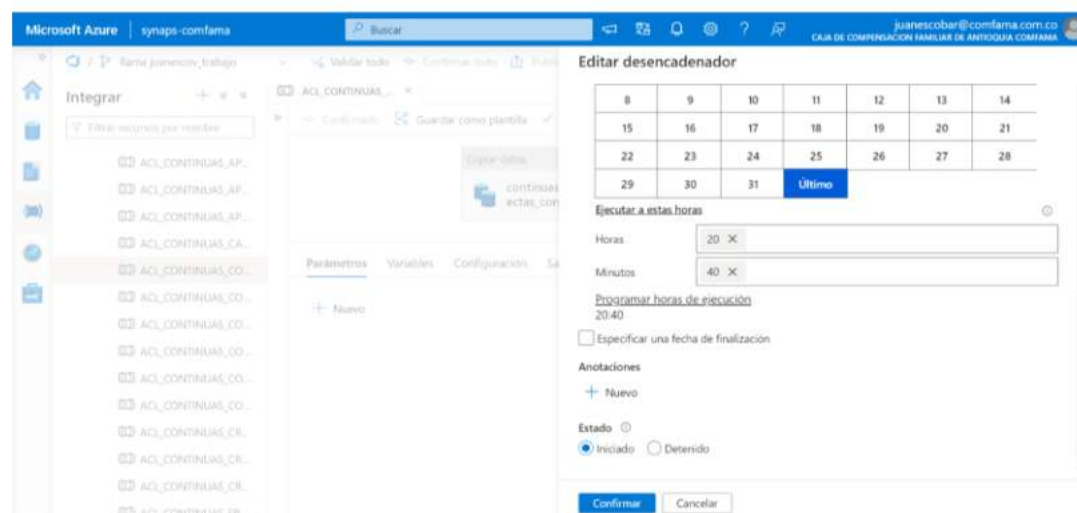 Microsoft Azure | synaps-comfama
Buscar
juanescobar@comfama.com.co
CAJA DE COMPENSACION FAMILIAR DE ANTIOQUIA COMFAMA
Validar todo
Integrar
ACL_CONTINUAS_...
Filtrar recursos por nombre
Guardar como plantilla
Copiar datos
ACL_CONTINUAS_AP...
ACL_CONTINUAS_AP...
ACL_CONTINUAS_AP...
ACL_CONTINUAS_CA...
ACL_CONTINUAS_CO...
ACL_CONTINUAS_CO...
ACL_CONTINUAS_CO...
ACL_CONTINUAS_CO...
ACL_CONTINUAS_CO...
ACL_CONTINUAS_CO...
ACL_CONTINUAS_CR...
ACL_CONTINUAS_CR...
ACL_CONTINUAS_CR...
continuas
ectas_con
Parámetros Variables Configuración Sa
Nuevo
Editar desencadenador
8 9 10 11 12 13 14
15 16 17 18 19 20 21
22 23 24 25 26 27 28
29 30 31 Último
Ejecutar a estas horas
Horas 20
Minutos 40
Programar horas de ejecución
20:40
Especificar una fecha de finalización
Anotaciones
Nuevo
Estado
Iniciado Detenido
Confirmar Cancelar